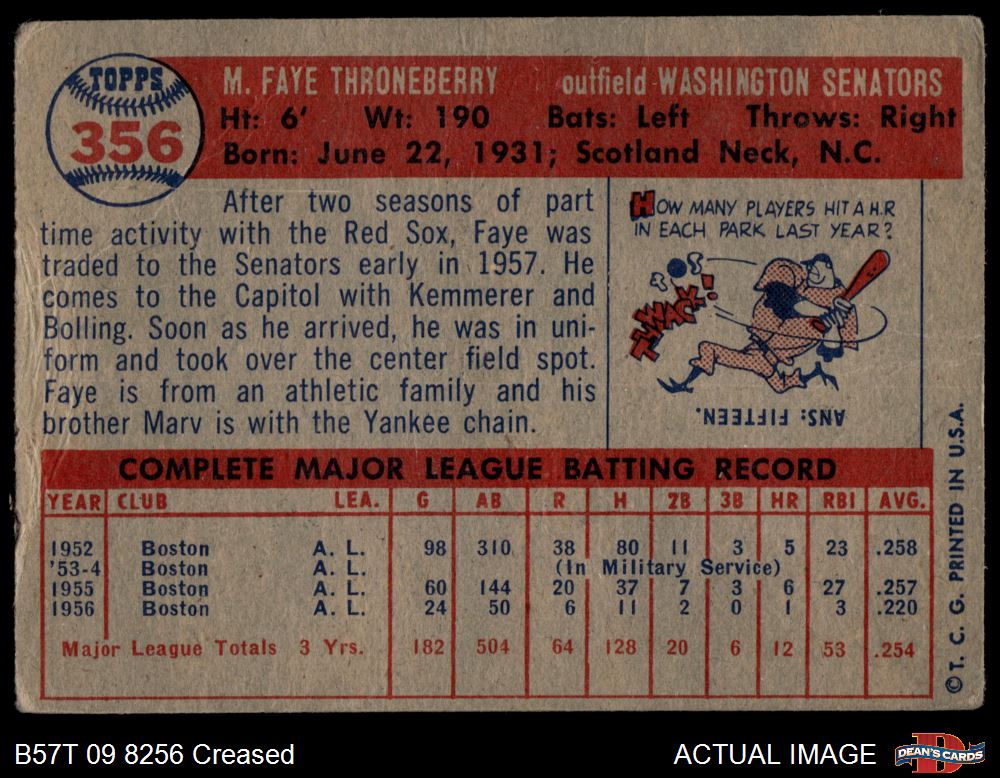 TOPPS
356
M. FAYE THRONEBERRY outfield-WASHINGTON SENATORS
Ht: 6' Wt: 190 Bats: Left Throws: Right
Born: June 22, 1931; Scotland Neck, N.C.
After two seasons of part
time activity with the Red Sox, Faye was
traded to the Senators early in 1957. He
comes to the Capitol with Kemmerer and
Bolling. Soon as he arrived, he was in uni-
form and took over the center field spot.
Faye is from an athletic family and his
brother Marv is with the Yankee chain.
HOW MANY PLAYERS HIT A H.R
IN EACH PARK LAST YEAR?
THWACK!
ANS: FIFTEEN.
COMPLETE MAJOR LEAGUE BATTING RECORD
YEAR CLUB LEA. G AB R H 2B 3B HR RBI AVG.
1952 Boston A. L. 98 310 38 80 11 3 5 23 .258
'53-4 Boston A. L. (In Military Service)
1955 Boston A. L. 60 144 20 37 7 3 6 27 .257
1956 Boston A. L. 24 50 6 11 2 0 1 3 .220
Major League Totals 3 Yrs. 182 504 64 128 20 6 12 53 .254
© T. C. G. PRINTED IN U.S.A.
B57T 09 8256 Creased
ACTUAL IMAGE
DEAN'S CARDS